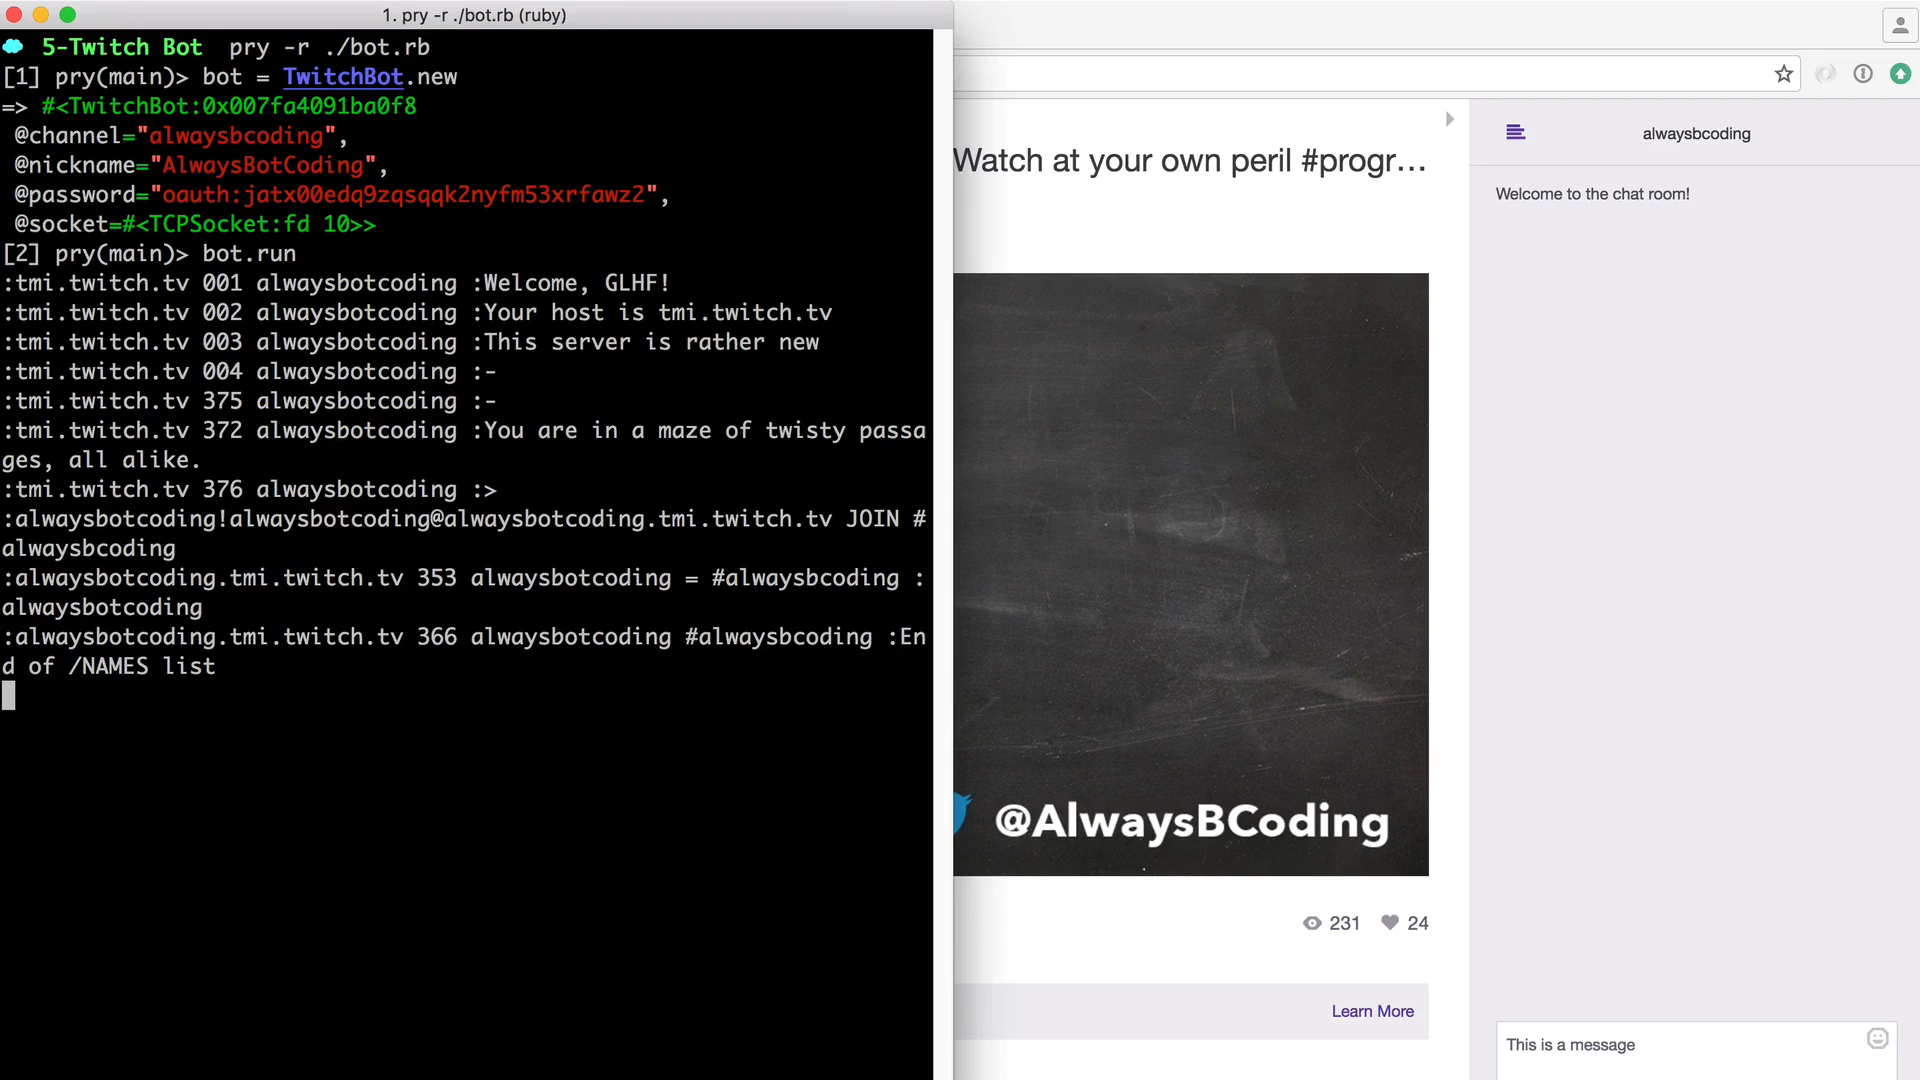 1. pry -r ./bot.rb (ruby)
5-Twitch Bot pry -r ./bot.rb
[1] pry(main)> bot = TwitchBot.new
=> #<TwitchBot:0x007fa4091ba0f8
@channel="alwaysbcoding",
@nickname="AlwaysBotCoding",
@password="oauth:jatx00edq9zqsqqk2nyfm53xrfawz2",
@socket=#<TCPSocket:fd 10>>
[2] pry(main)> bot.run
:tmi.twitch.tv 001 alwaysbotcoding :Welcome, GLHF!
:tmi.twitch.tv 002 alwaysbotcoding :Your host is tmi.twitch.tv
:tmi.twitch.tv 003 alwaysbotcoding :This server is rather new
:tmi.twitch.tv 004 alwaysbotcoding :-
:tmi.twitch.tv 375 alwaysbotcoding :-
:tmi.twitch.tv 372 alwaysbotcoding :You are in a maze of twisty passa
ges, all alike.
:tmi.twitch.tv 376 alwaysbotcoding :>
:alwaysbotcoding!alwaysbotcoding@alwaysbotcoding.tmi.twitch.tv JOIN #
alwaysbcoding
:alwaysbotcoding.tmi.twitch.tv 353 alwaysbotcoding = #alwaysbcoding :
alwaysbotcoding
:alwaysbotcoding.tmi.twitch.tv 366 alwaysbotcoding #alwaysbcoding :En
d of /NAMES list
Watch at your own peril #progr...
@AlwaysBCoding
231 24
Learn More
alwaysbcoding
Welcome to the chat room!
This is a message